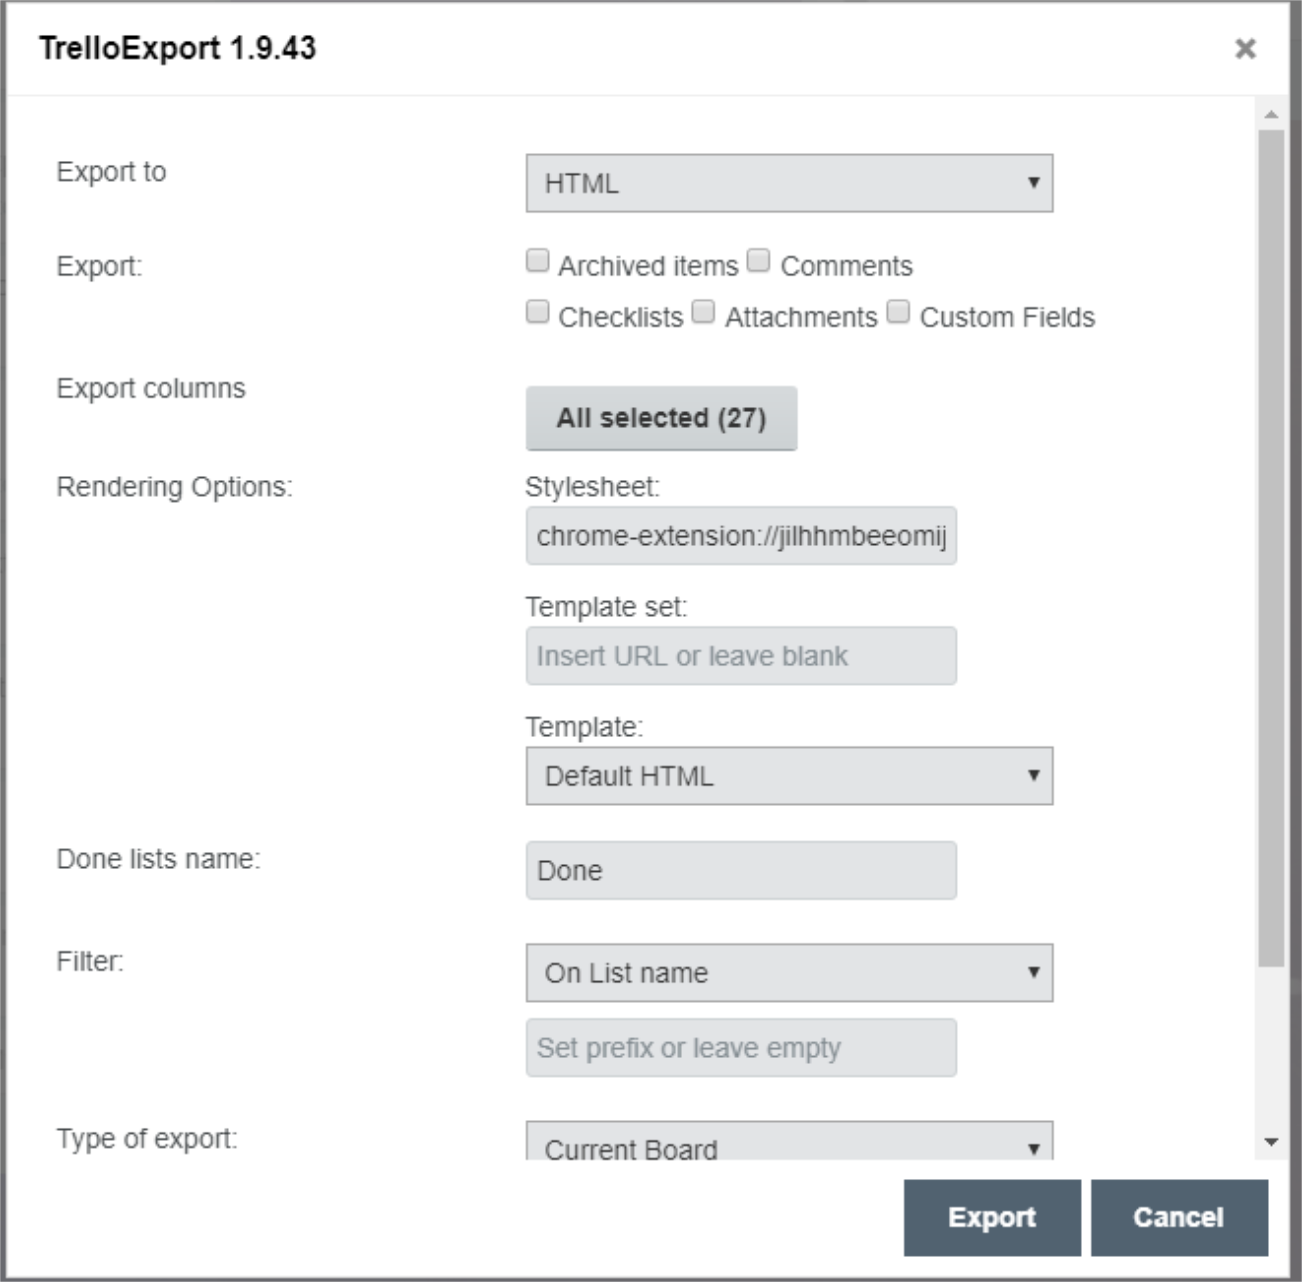 TrelloExport 1.9.43
Export to
HTML
Export:
Archived items Comments
Checklists Attachments Custom Fields
Export columns
All selected (27)
Rendering Options:
Stylesheet:
chrome-extension://jilhhmbeeomij
Template set:
Insert URL or leave blank
Template:
Default HTML
Done lists name:
Done
Filter:
On List name
Set prefix or leave empty
Type of export:
Current Board
Export Cancel